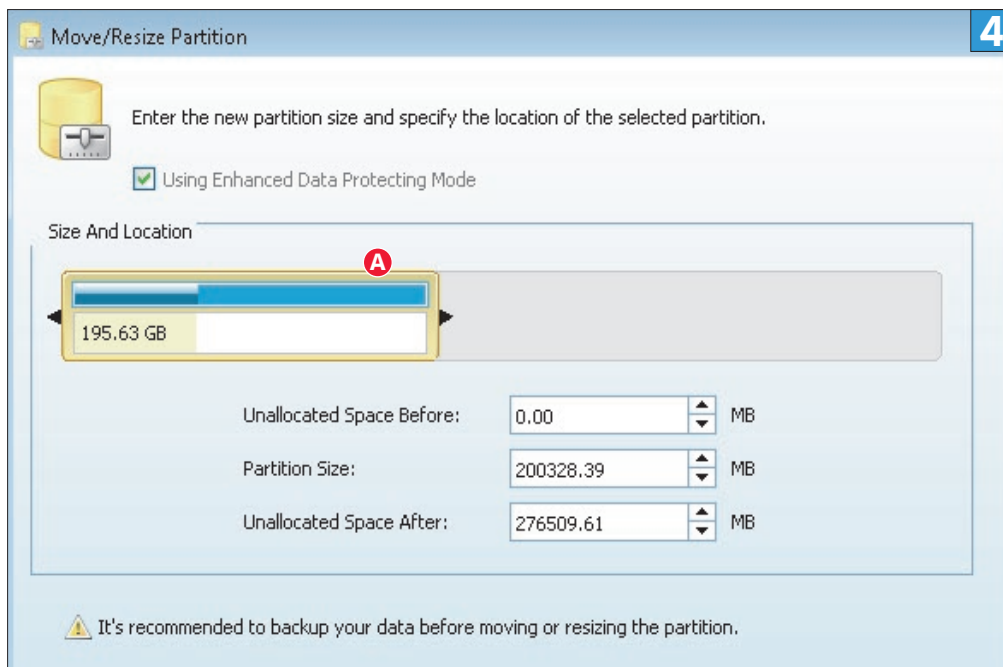 Move/Resize Partition
4
Enter the new partition size and specify the location of the selected partition.
Using Enhanced Data Protecting Mode
Size And Location
A
195.63 GB
Unallocated Space Before: 0.00 MB
Partition Size: 200328.39 MB
Unallocated Space After: 276509.61 MB
It's recommended to backup your data before moving or resizing the partition.